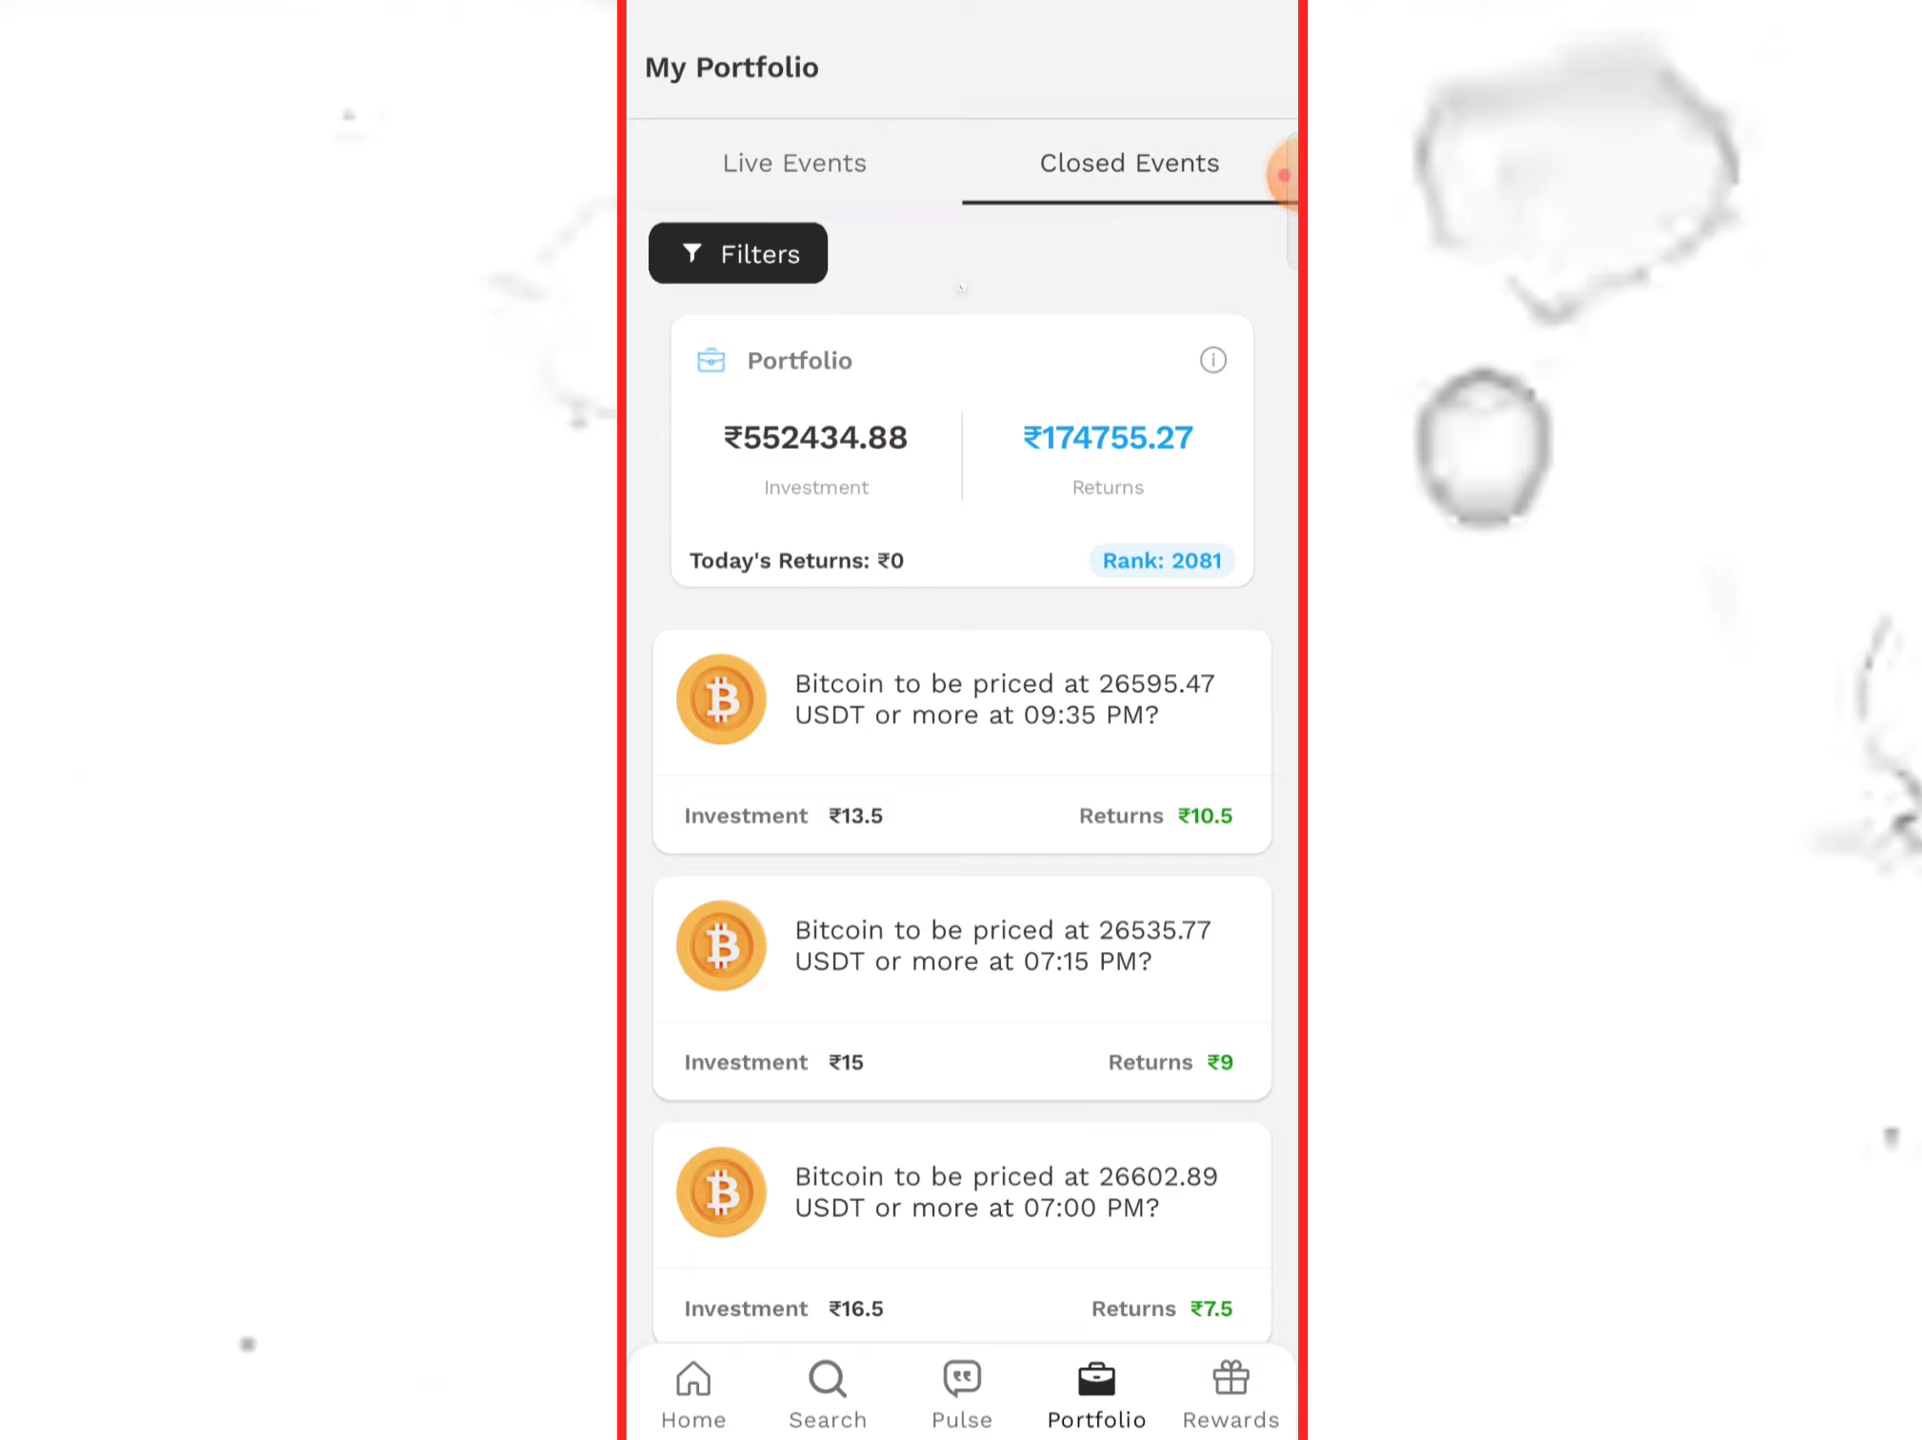 My Portfolio
Live Events
Closed Events
Filters
Portfolio
₹552434.88
₹174755.27
Investment
Returns
Today's Returns: ₹0
Rank: 2081
Bitcoin to be priced at 26595.47
USDT or more at 09:35 PM?
Investment ₹13.5
Returns ₹10.5
Bitcoin to be priced at 26535.77
USDT or more at 07:15 PM?
Investment ₹15
Returns ₹9
Bitcoin to be priced at 26602.89
USDT or more at 07:00 PM?
Investment ₹16.5
Returns ₹7.5
Home
Search
Pulse
Portfolio
Rewards